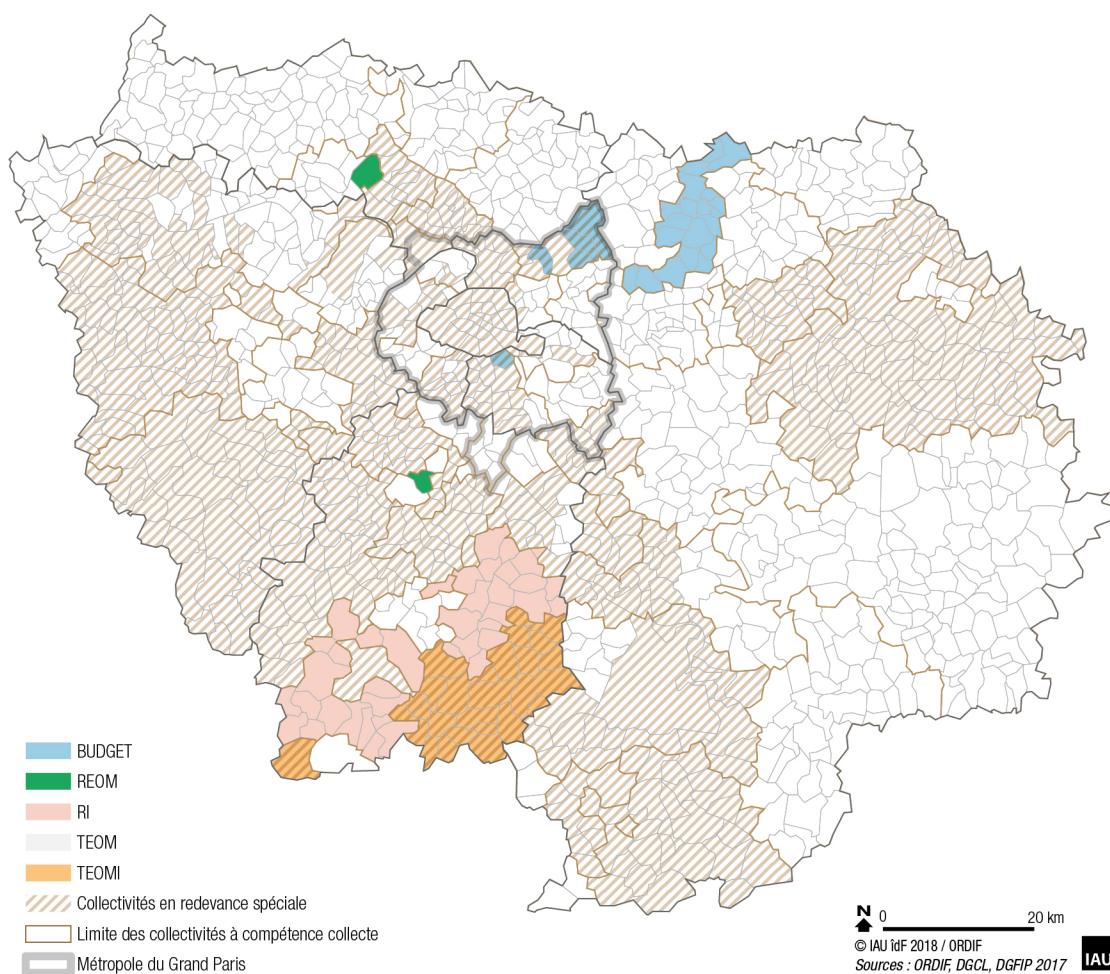 BUDGET
REOM
RI
TEOM
TEOMI
Collectivités en redevance spéciale
Limite des collectivités à compétence collecte
Métropole du Grand Paris
N 0 20 km
© IAU îdF 2018 / ORDIF
Sources : ORDIF, DGCL, DGFIP 2017
IAU